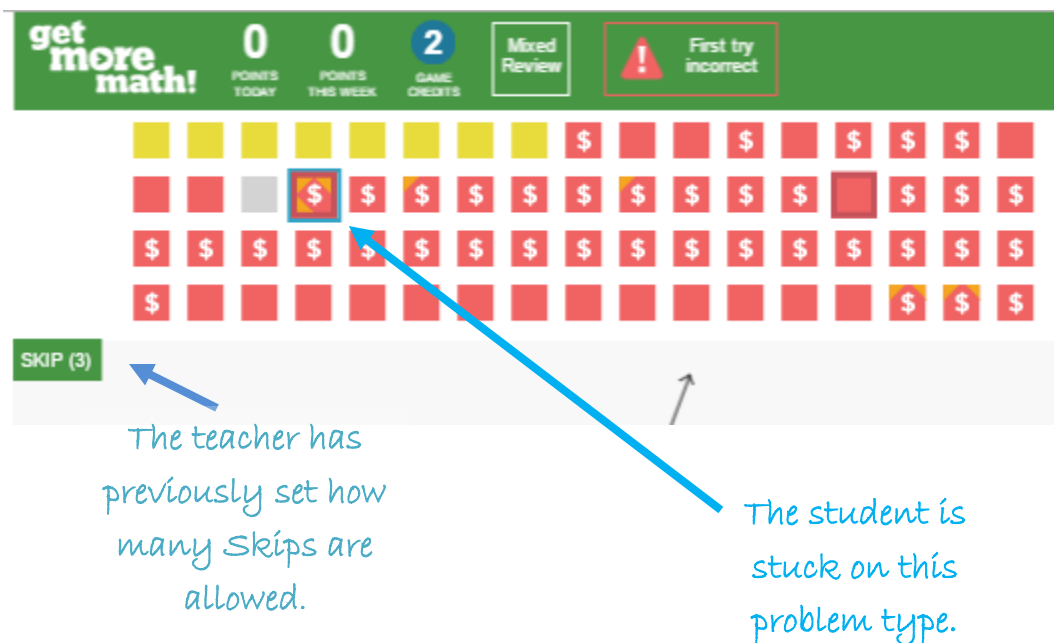 get
more
math!
0
POINTS
TODAY
0
POINTS
THIS WEEK
2
GAME
CREDITS
Mixed
Review
!
First try
incorrect
$ $ $ $ $
$ $ $ $ $ $ $ $ $ $ $ $ $
$ $ $ $ $ $ $ $ $ $ $ $ $ $ $ $ $
$ $ $ $
SKIP (3)
The teacher has
previously set how
many Skips are
allowed.
The student is
stuck on this
problem type.